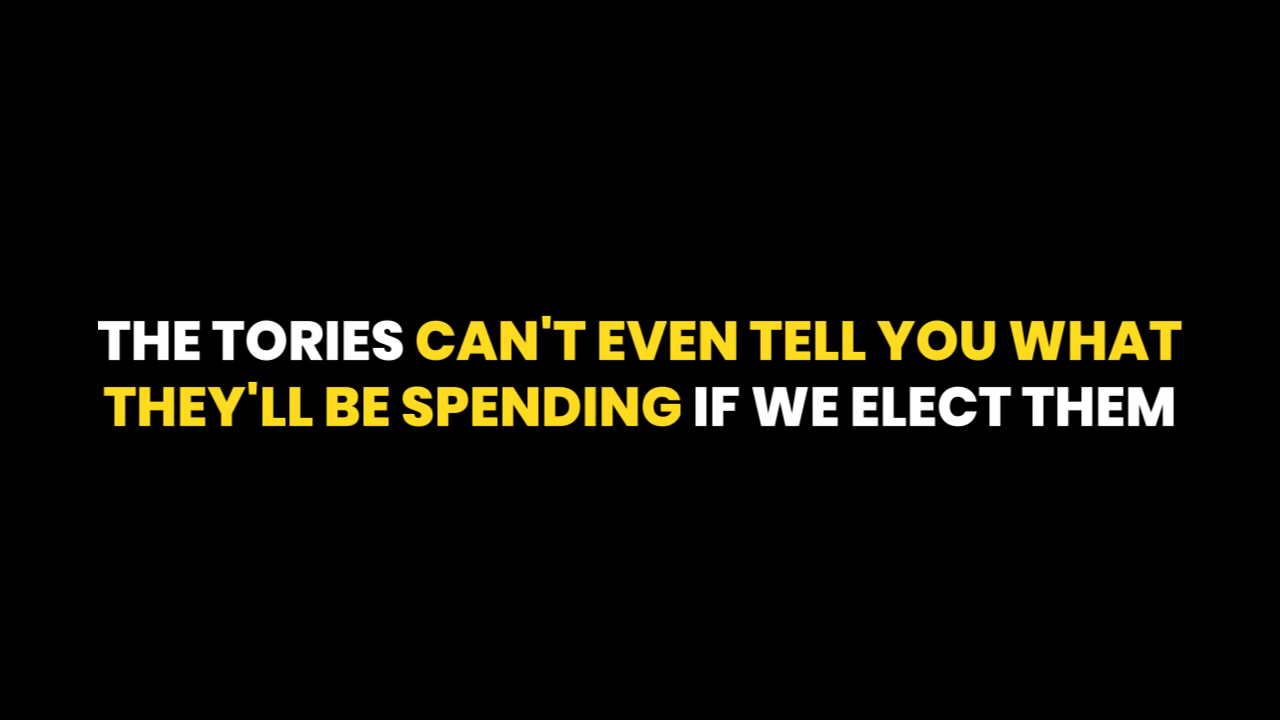 THE TORIES CAN'T EVEN TELL YOU WHAT
THEY'LL BE SPENDING IF WE ELECT THEM